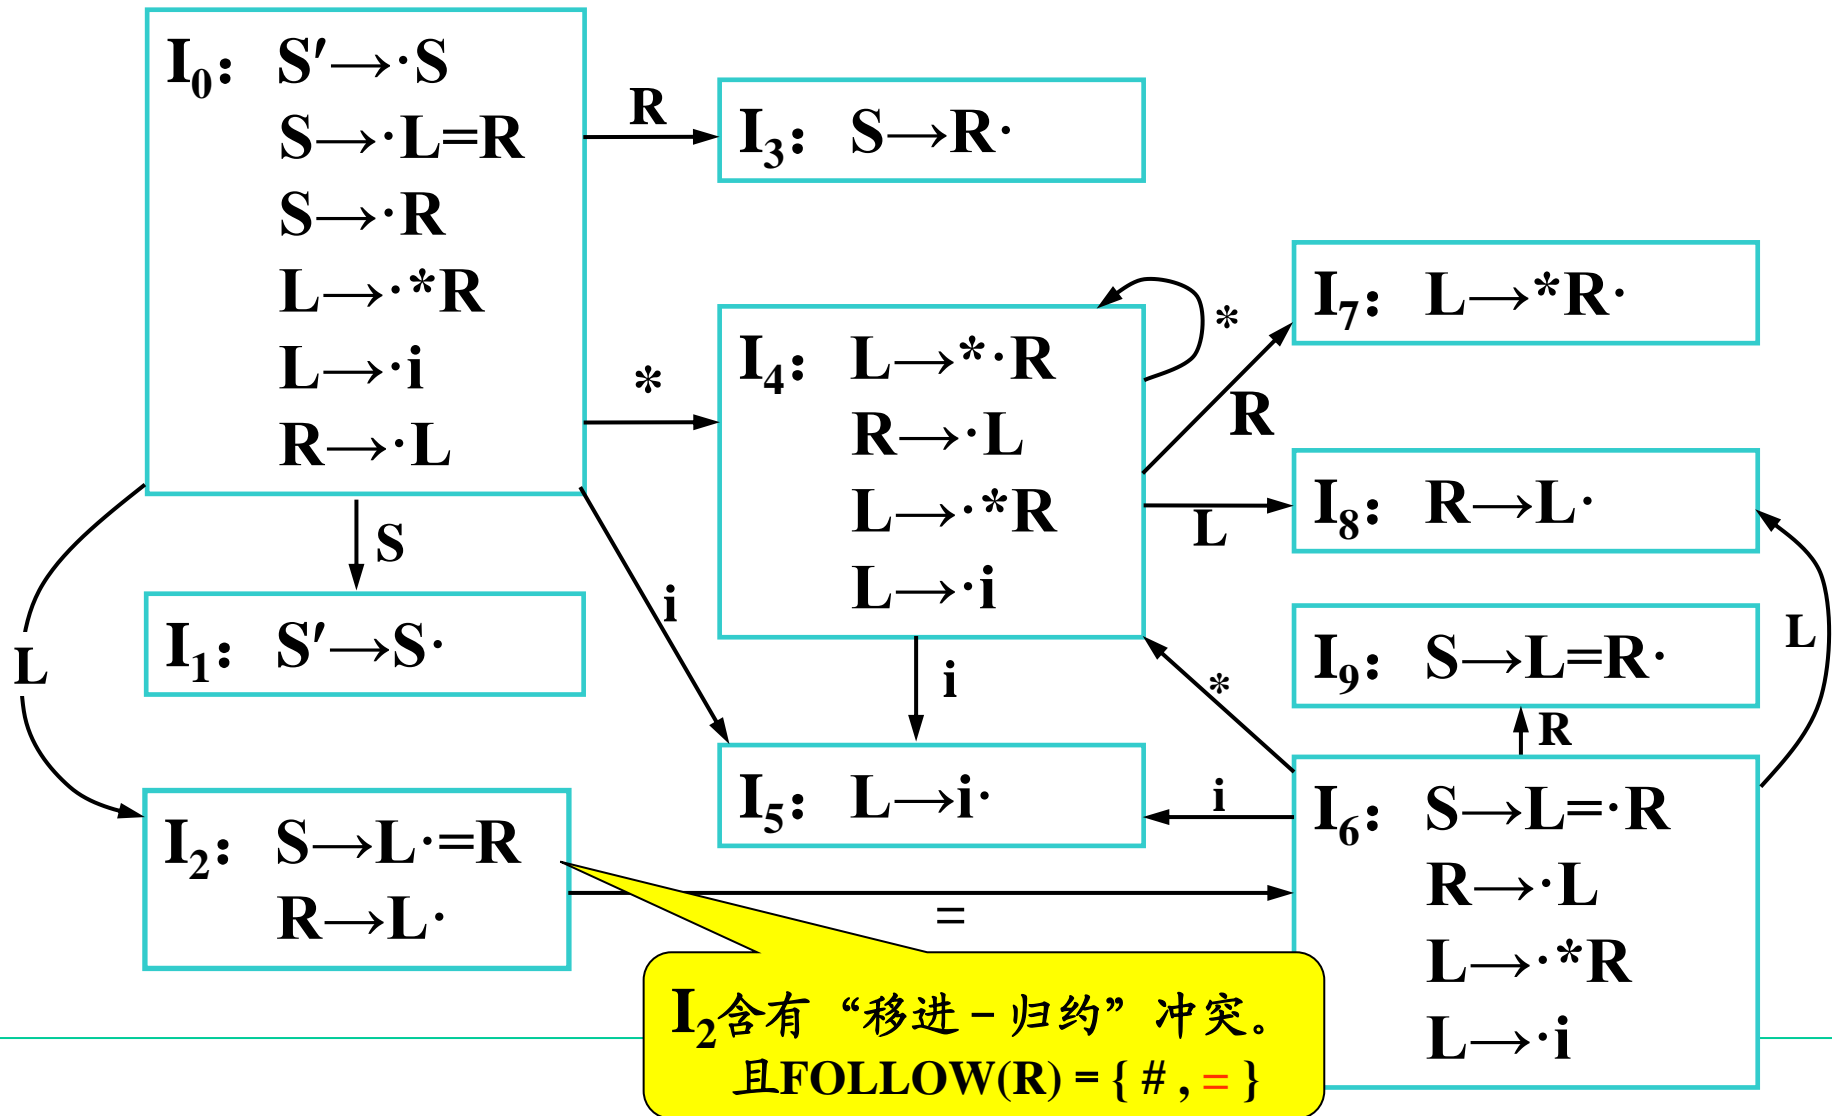 I0： S′→·S
S→·L=R
S→·R
L→·*R
L→·i
R→·L
R
I3： S→R·
*
I4： L→*·R
R→·L
L→·*R
L→·i
*
R
I7： L→*R·
L
I8： R→L·
S
I1： S′→S·
i
i
L
I5： L→i·
I9： S→L=R·
R
L
*
i
I2： S→L·=R
R→L·
=
I6： S→L=·R
R→·L
L→·*R
L→·i
I2含有“移进–归约”冲突。
且FOLLOW(R) = { # , = }